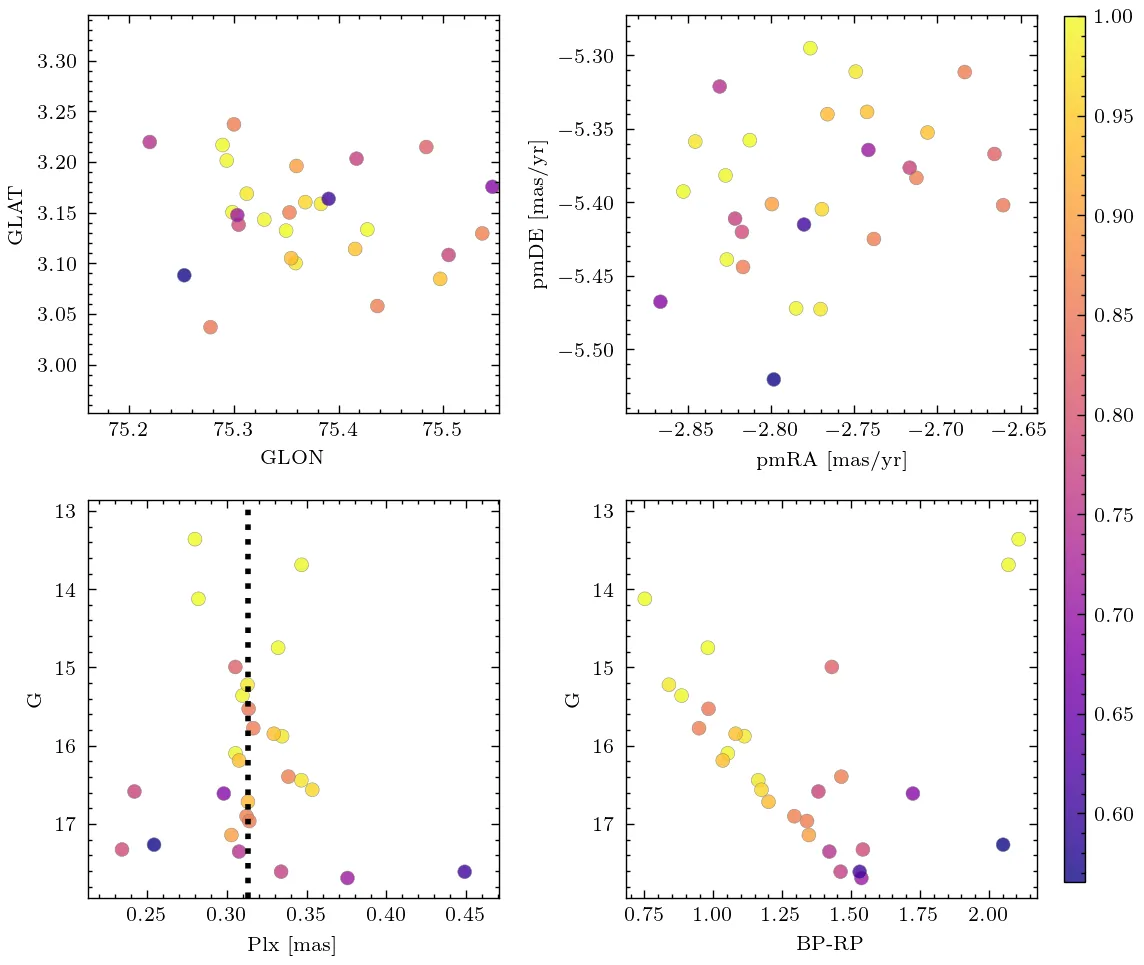 3.30
3.25
3.20
3.15
3.10
3.05
3.00
GLAT
75.2 75.3 75.4 75.5
GLON
−5.30
−5.35
−5.40
−5.45
−5.50
pmDE [mas/yr]
−2.85 −2.80 −2.75 −2.70 −2.65
pmRA [mas/yr]
13
14
15
16
17
G
0.25 0.30 0.35 0.40 0.45
Plx [mas]
13
14
15
16
17
G
0.75 1.00 1.25 1.50 1.75 2.00
BP-RP
1.00
0.95
0.90
0.85
0.80
0.75
0.70
0.65
0.60